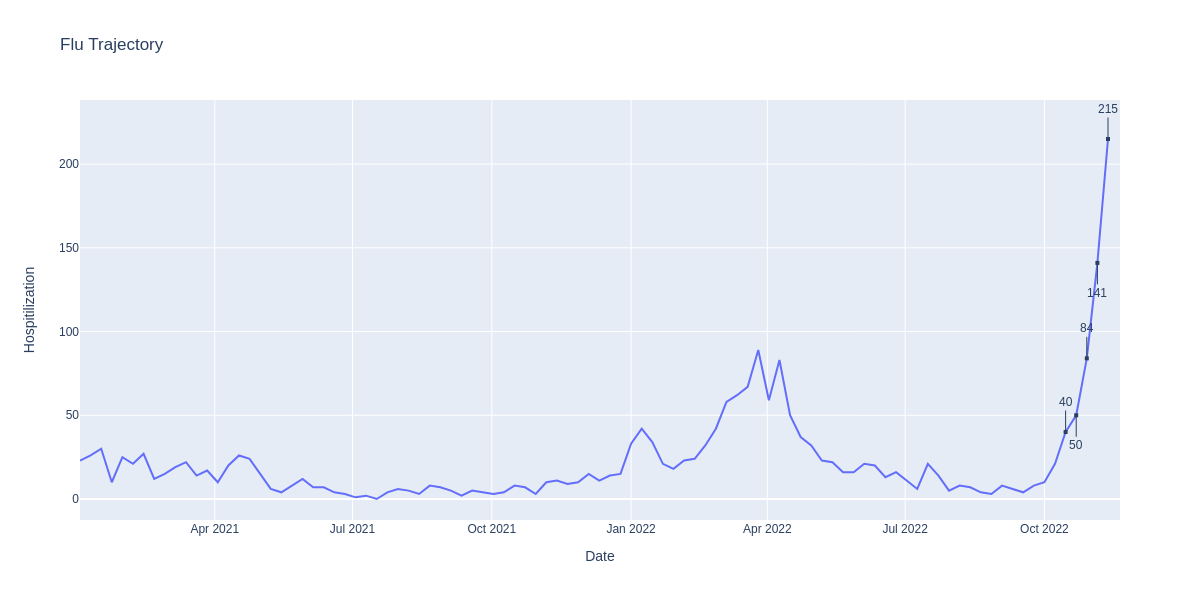 Flu Trajectory
215
200
150
141
100
84
50
40
50
0
Apr 2021
Jul 2021
Oct 2021
Jan 2022
Apr 2022
Jul 2022
Oct 2022
Date
Hospitilization